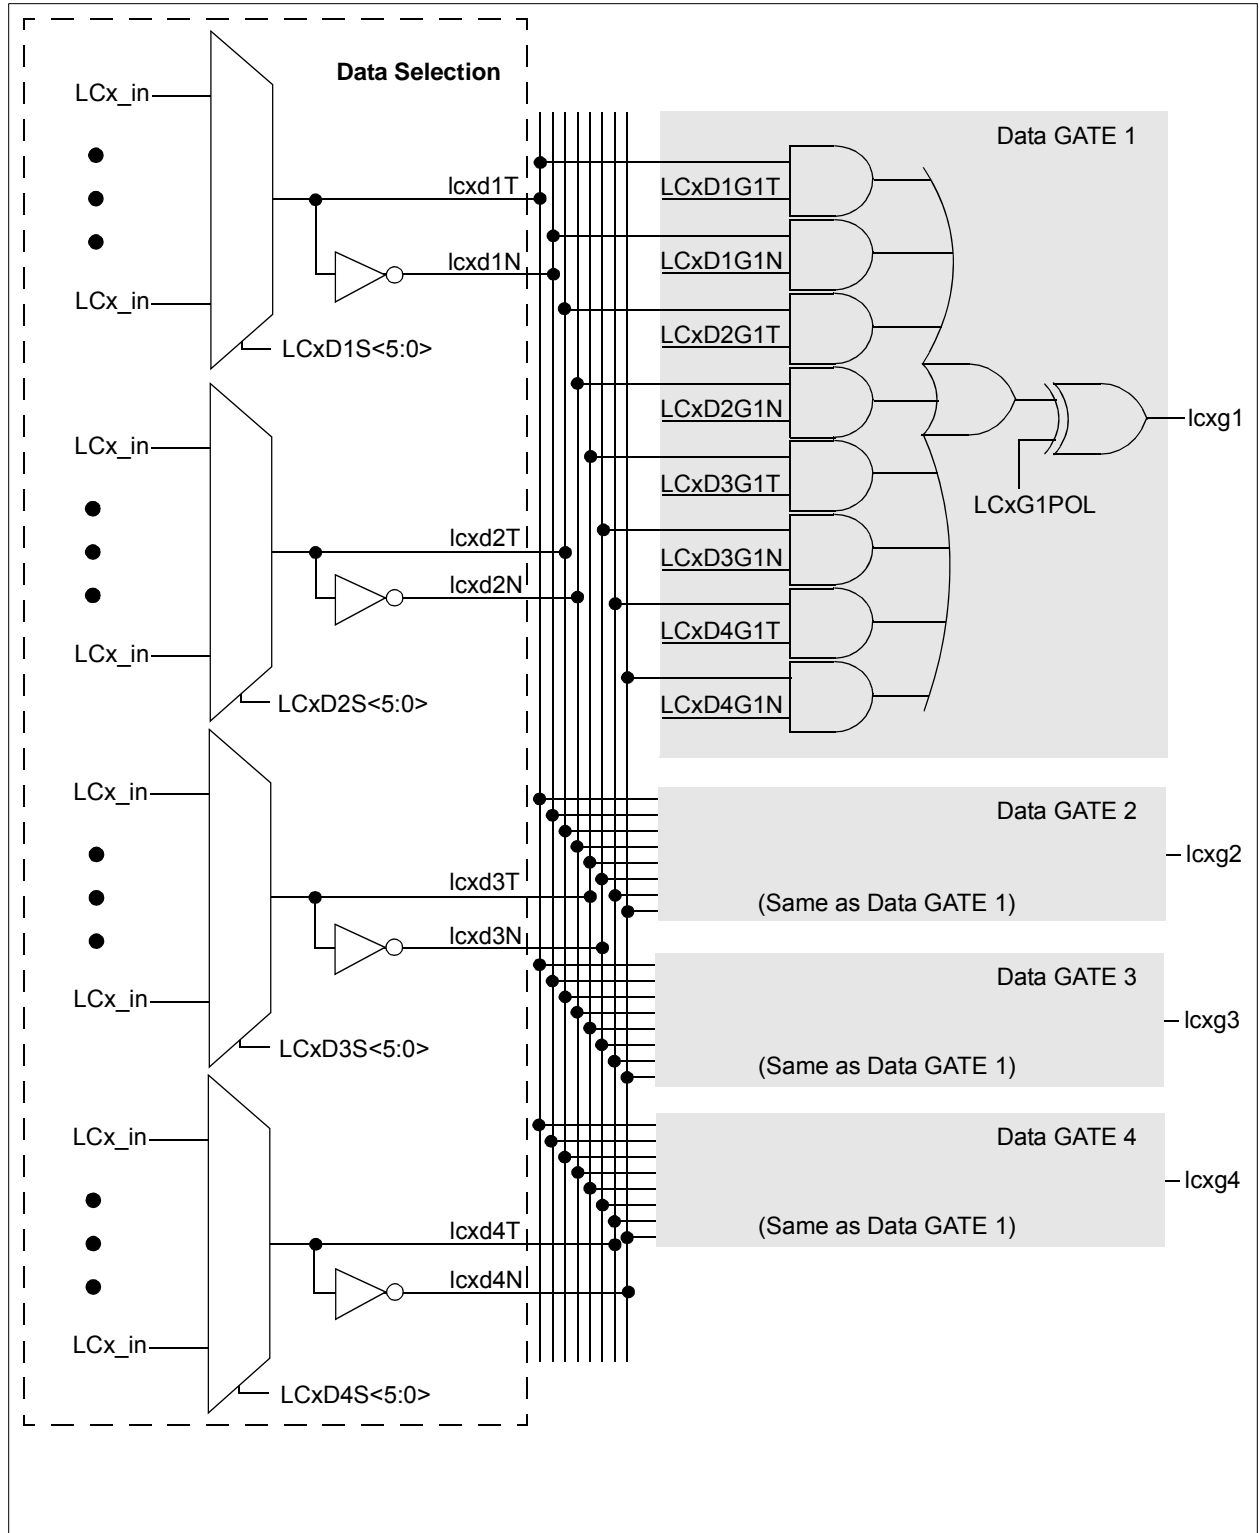 Data Selection
LCx_in
LCx_in
LCxD1S<5:0>
lcxd1T
lcxd1N
LCx_in
LCx_in
LCxD2S<5:0>
lcxd2T
lcxd2N
LCx_in
LCx_in
LCxD3S<5:0>
lcxd3T
lcxd3N
LCx_in
LCx_in
LCxD4S<5:0>
lcxd4T
lcxd4N
Data GATE 1
LCxD1G1T
LCxD1G1N
LCxD2G1T
LCxD2G1N
LCxD3G1T
LCxD3G1N
LCxD4G1T
LCxD4G1N
LCxG1POL
lcxg1
Data GATE 2
(Same as Data GATE 1)
lcxg2
Data GATE 3
(Same as Data GATE 1)
lcxg3
Data GATE 4
(Same as Data GATE 1)
lcxg4